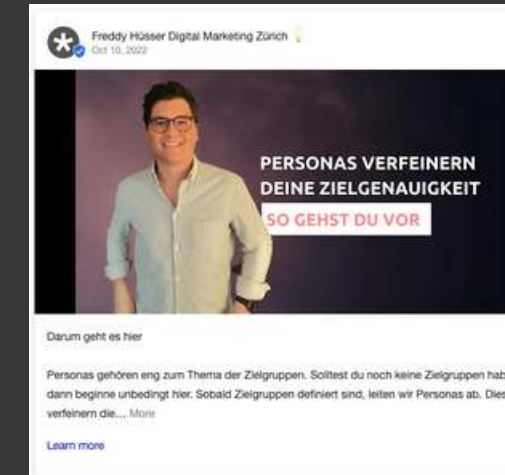 Freddy Hüsser Digital Marketing Zürich
Oct 10, 2022
PERSONAS VERFEINERN
DEINE ZIELGENAUIGKEIT
SO GEHST DU VOR
Darum geht es hier
Personas gehören eng zum Thema der Zielgruppen. Solltest du noch keine Zielgruppen hab
dann beginne unbedingt hier. Sobald Zielgruppen definiert sind, leiten wir Personas ab. Dies
verfeinern die... More
Learn more